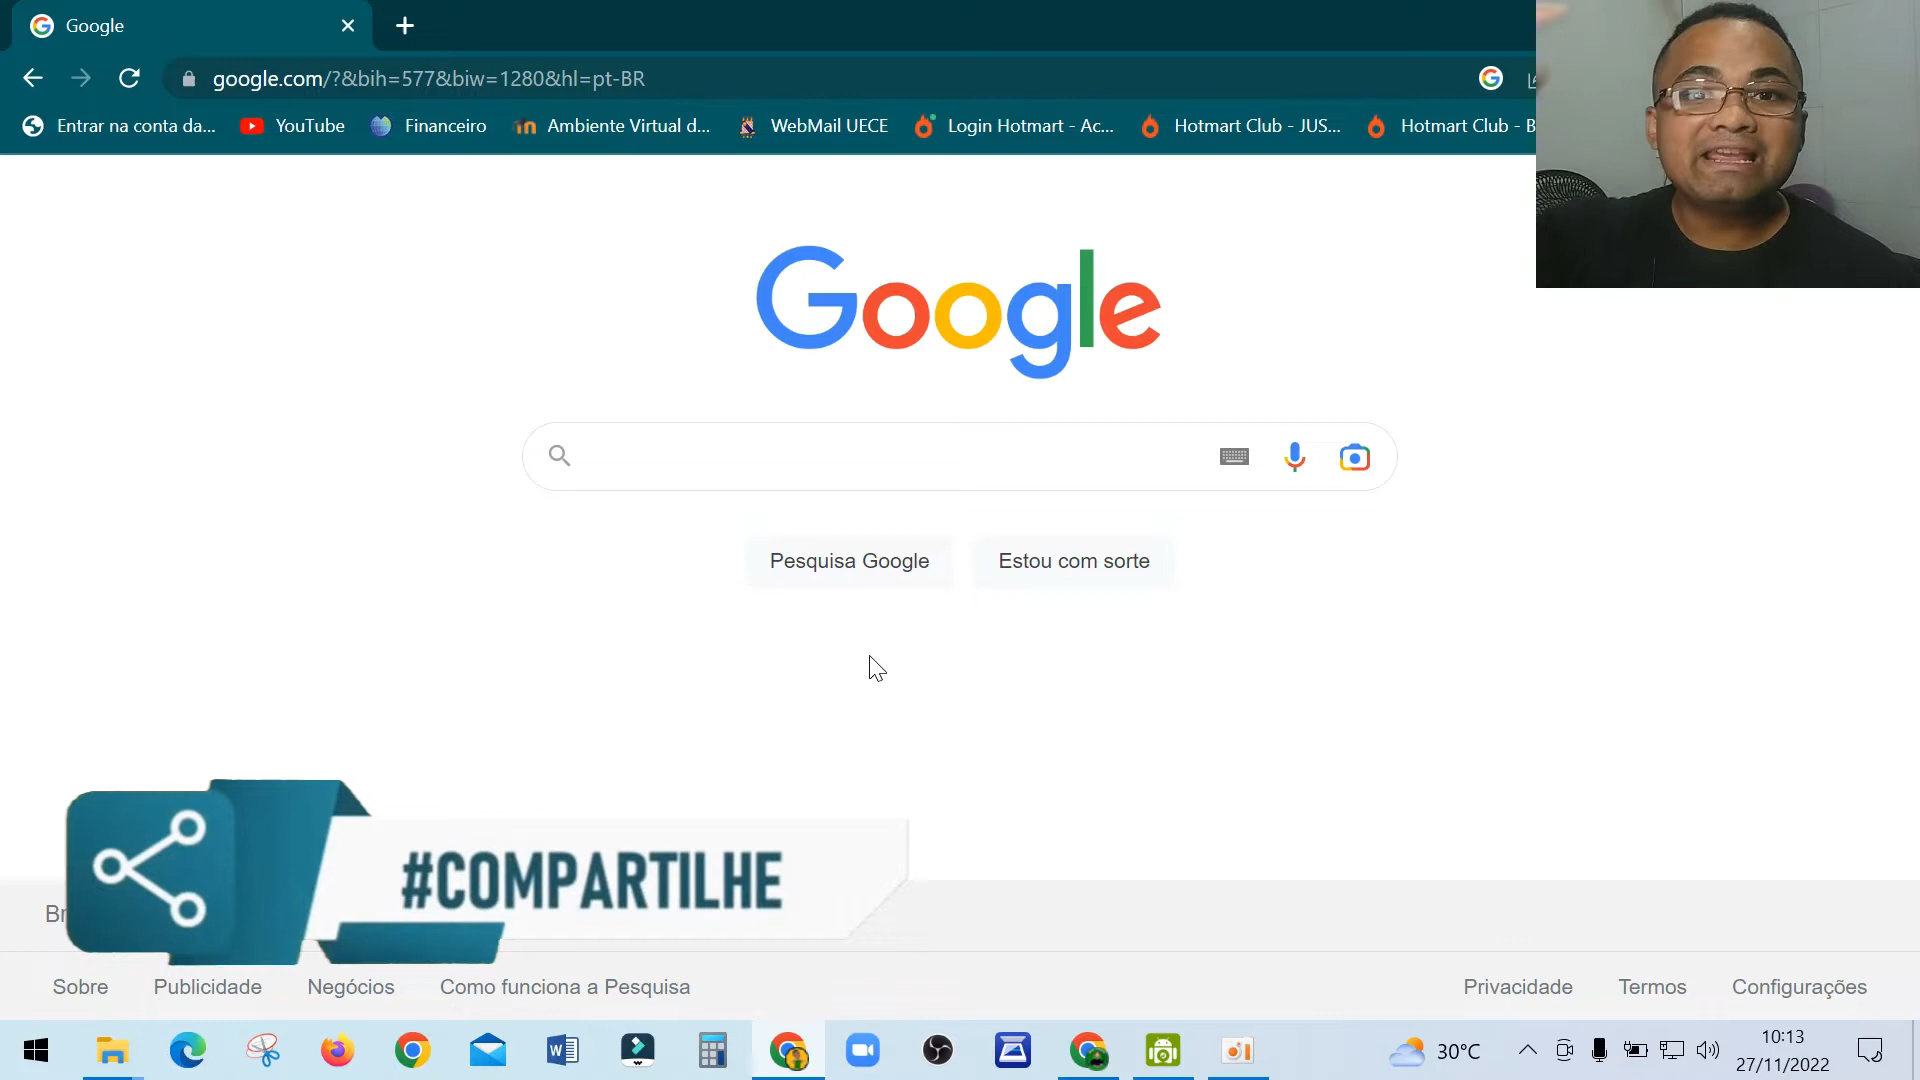 Google
google.com/?&bih=577&biw=1280&hl=pt-BR
Entrar na conta da... YouTube Financeiro Ambiente Virtual d... WebMail UECE Login Hotmart - Ac... Hotmart Club - JUS... Hotmart Club - B
Google
Pesquisa Google Estou com sorte
#COMPARTILHE
Br
Sobre Publicidade Negócios Como funciona a Pesquisa Privacidade Termos Configurações
30°C 10:13
27/11/2022